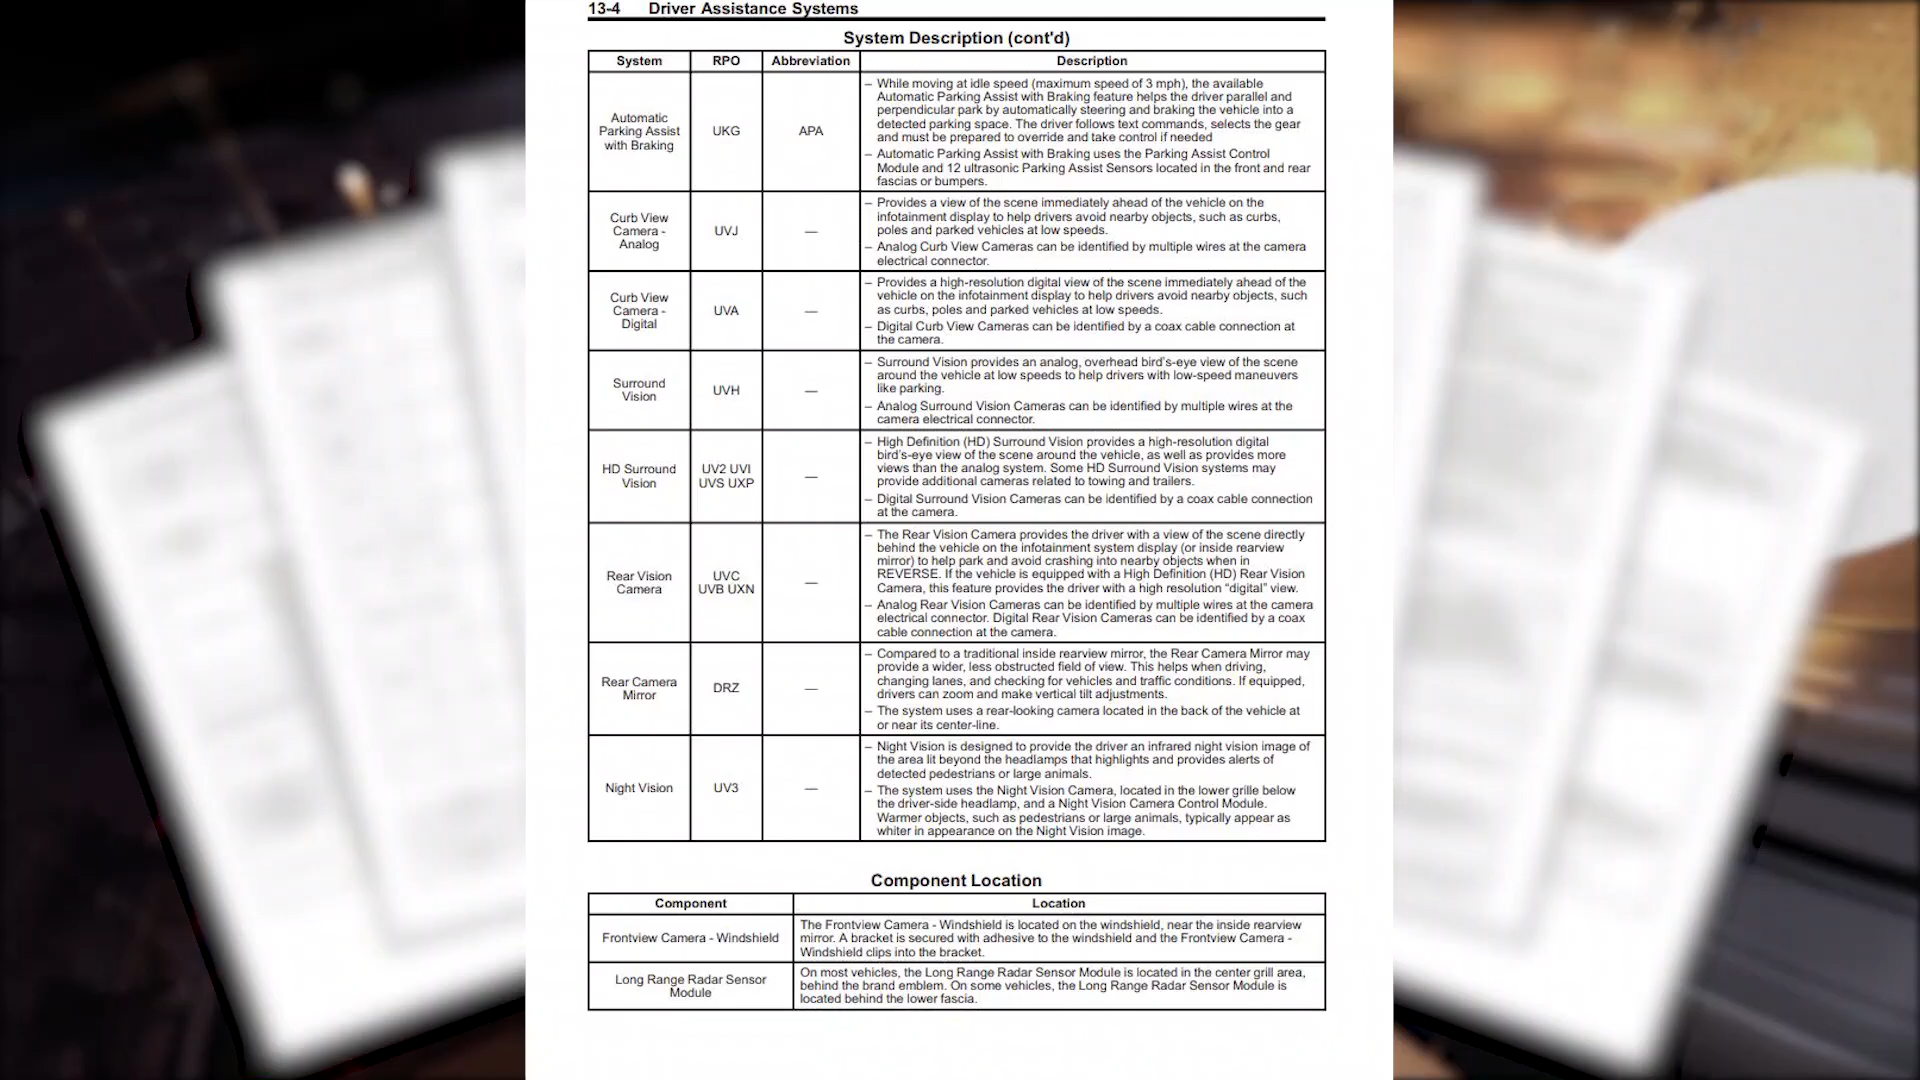 13-4 Driver Assistance Systems
System Description (cont'd)
System RPO Abbreviation Description
Automatic
Parking Assist
with Braking
UKG
APA
– While moving at idle speed (maximum speed of 3 mph), the available
Automatic Parking Assist with Braking feature helps the driver parallel and
perpendicular park by automatically steering and braking the vehicle into a
detected parking space. The driver follows text commands, selects the gear
and must be prepared to override and take control if needed
– Automatic Parking Assist with Braking uses the Parking Assist Control
Module and 12 ultrasonic Parking Assist Sensors located in the front and rear
fascias or bumpers.
Curb View
Camera -
Analog
UVJ
—
– Provides a view of the scene immediately ahead of the vehicle on the
infotainment display to help drivers avoid nearby objects, such as curbs,
poles and parked vehicles at low speeds.
– Analog Curb View Cameras can be identified by multiple wires at the camera
electrical connector.
Curb View
Camera -
Digital
UVA
—
– Provides a high-resolution digital view of the scene immediately ahead of the
vehicle on the infotainment display to help drivers avoid nearby objects, such
as curbs, poles and parked vehicles at low speeds.
– Digital Curb View Cameras can be identified by a coax cable connection at
the camera.
Surround
Vision
UVH
—
– Surround Vision provides an analog, overhead bird's-eye view of the scene
around the vehicle at low speeds to help drivers with low-speed maneuvers
like parking.
– Analog Surround Vision Cameras can be identified by multiple wires at the
camera electrical connector.
HD Surround
Vision
UV2 UVI
UVS UXP
—
– High Definition (HD) Surround Vision provides a high-resolution digital
bird's-eye view of the scene around the vehicle, as well as provides more
views than the analog system. Some HD Surround Vision systems may
provide additional cameras related to towing and trailers.
– Digital Surround Vision Cameras can be identified by a coax cable connection
at the camera.
Rear Vision
Camera
UVC
UVB UXN
—
– The Rear Vision Camera provides the driver with a view of the scene directly
behind the vehicle on the infotainment system display (or inside rearview
mirror) to help park and avoid crashing into nearby objects when in
REVERSE. If the vehicle is equipped with a High Definition (HD) Rear Vision
Camera, this feature provides the driver with a high resolution “digital” view.
– Analog Rear Vision Cameras can be identified by multiple wires at the camera
electrical connector. Digital Rear Vision Cameras can be identified by a coax
cable connection at the camera.
Rear Camera
Mirror
DRZ
—
– Compared to a traditional inside rearview mirror, the Rear Camera Mirror may
provide a wider, less obstructed field of view. This helps when driving,
changing lanes, and checking for vehicles and traffic conditions. If equipped,
drivers can zoom and make vertical tilt adjustments.
– The system uses a rear-looking camera located in the back of the vehicle at
or near its center-line.
Night Vision
UV3
—
– Night Vision is designed to provide the driver an infrared night vision image of
the area lit beyond the headlamps that highlights and provides alerts of
detected pedestrians or large animals.
– The system uses the Night Vision Camera, located in the lower grille below
the driver-side headlamp, and a Night Vision Camera Control Module.
Warmer objects, such as pedestrians or large animals, typically appear as
whiter in appearance on the Night Vision image.
Component Location
Component Location
Frontview Camera - Windshield
The Frontview Camera - Windshield is located on the windshield, near the inside rearview
mirror. A bracket is secured with adhesive to the windshield and the Frontview Camera -
Windshield clips into the bracket.
Long Range Radar Sensor
Module
On most vehicles, the Long Range Radar Sensor Module is located in the center grill area,
behind the brand emblem. On some vehicles, the Long Range Radar Sensor Module is
located behind the lower fascia.